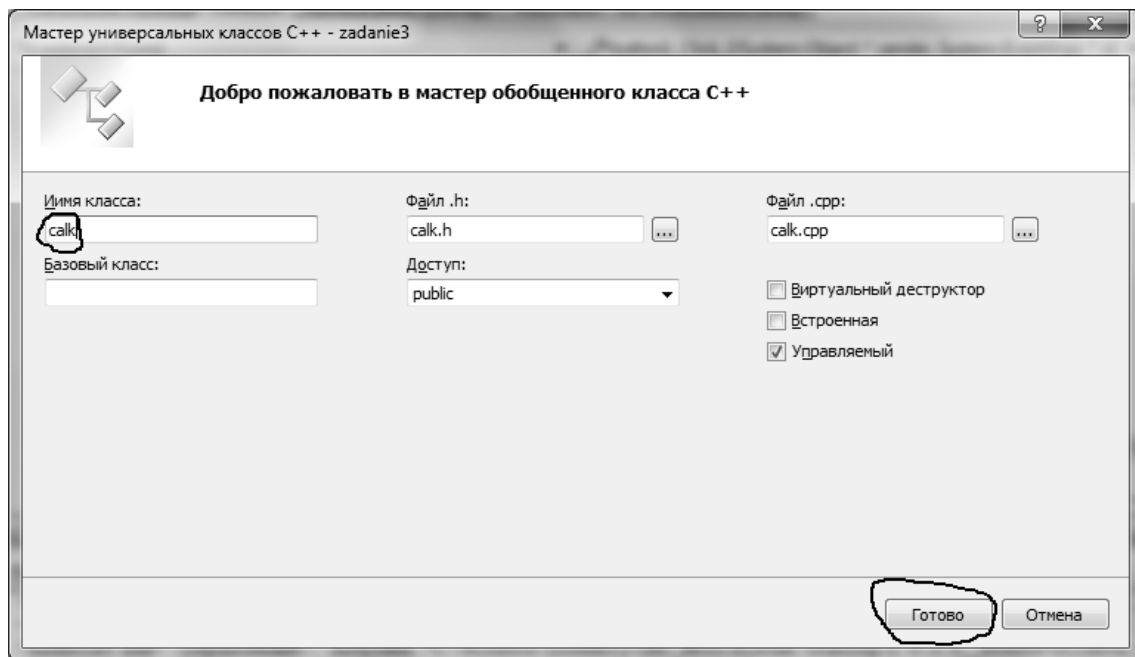 Мастер универсальных классов C++ - zadanie3
Добро пожаловать в мастер обобщенного класса C++
Иимя класса:
Файл .h:
Файл .cpp:
calk
calk.h
...
calk.cpp
...
Базовый класс:
Доступ:
public
Виртуальный деструктор
Встроенная
Управляемый
Готово
Отмена